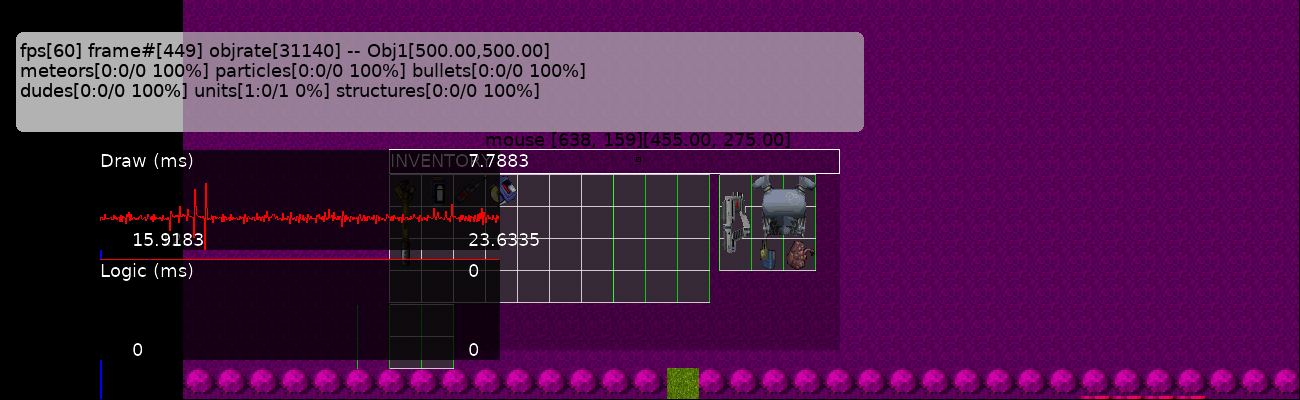 fps[60] frame#[449] objrate[31140] -- Obj1[500.00,500.00]
meteors[0:0/0 100%] particles[0:0/0 100%] bullets[0:0/0 100%]
dudes[0:0/0 100%] units[1:0/1 0%] structures[0:0/0 100%]
mouse [638, 159][455.00, 275.00]
Draw (ms)
INVENTORY
7.7883
15.9183
23.6335
Logic (ms)
0
0
0